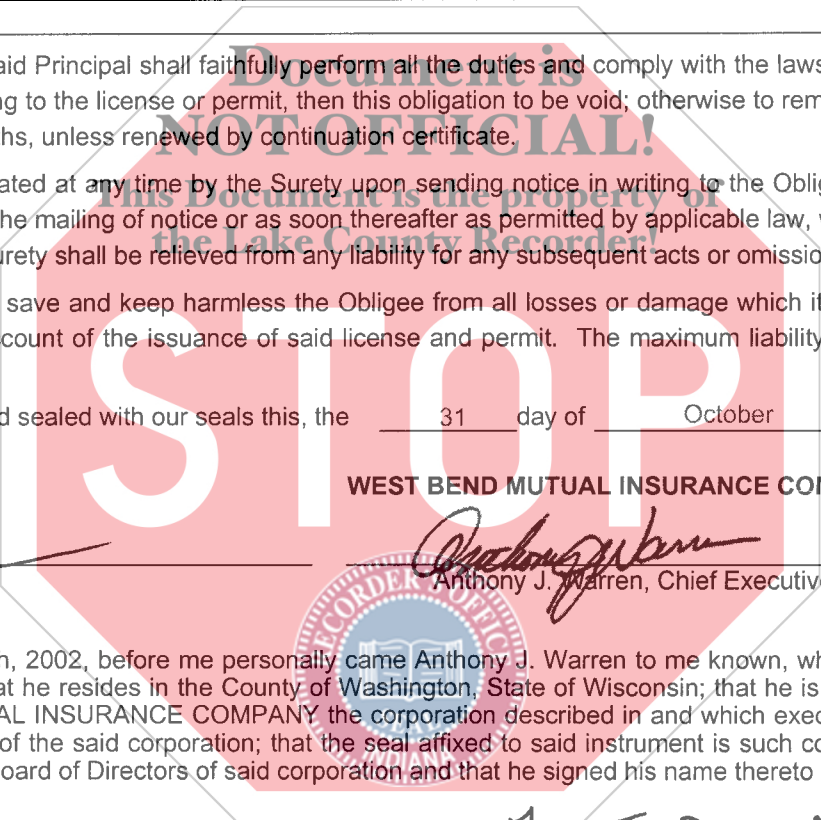 Document is
aid Principal shall faithfully perform all the duties and comply with the laws
ng to the license or permit, then this obligation to be void; otherwise to rem
NOT OFFICIAL!
hs, unless renewed by continuation certificate.
ated at any time by the Surety upon sending notice in writing to the Oblig
This Document is the property of
he mailing of notice or as soon thereafter as permitted by applicable law,
the Lake County Recorder!
urety shall be relieved from any liability for any subsequent acts or omissio
save and keep harmless the Obligee from all losses or damage which it
count of the issuance of said license and permit. The maximum liability
STOP
d sealed with our seals this, the 31 day of October
WEST BEND MUTUAL INSURANCE COM
Anthony J Warren
Anthony J. Warren, Chief Executiv
RECORDER'S OFFICE
h, 2002, before me personally came Anthony J. Warren to me known, wh
at he resides in the County of Washington, State of Wisconsin; that he is
AL INSURANCE COMPANY the corporation described in and which exec
SEAL
of the said corporation; that the seal affixed to said instrument is such co
INDIANA
oard of Directors of said corporation and that he signed his name thereto